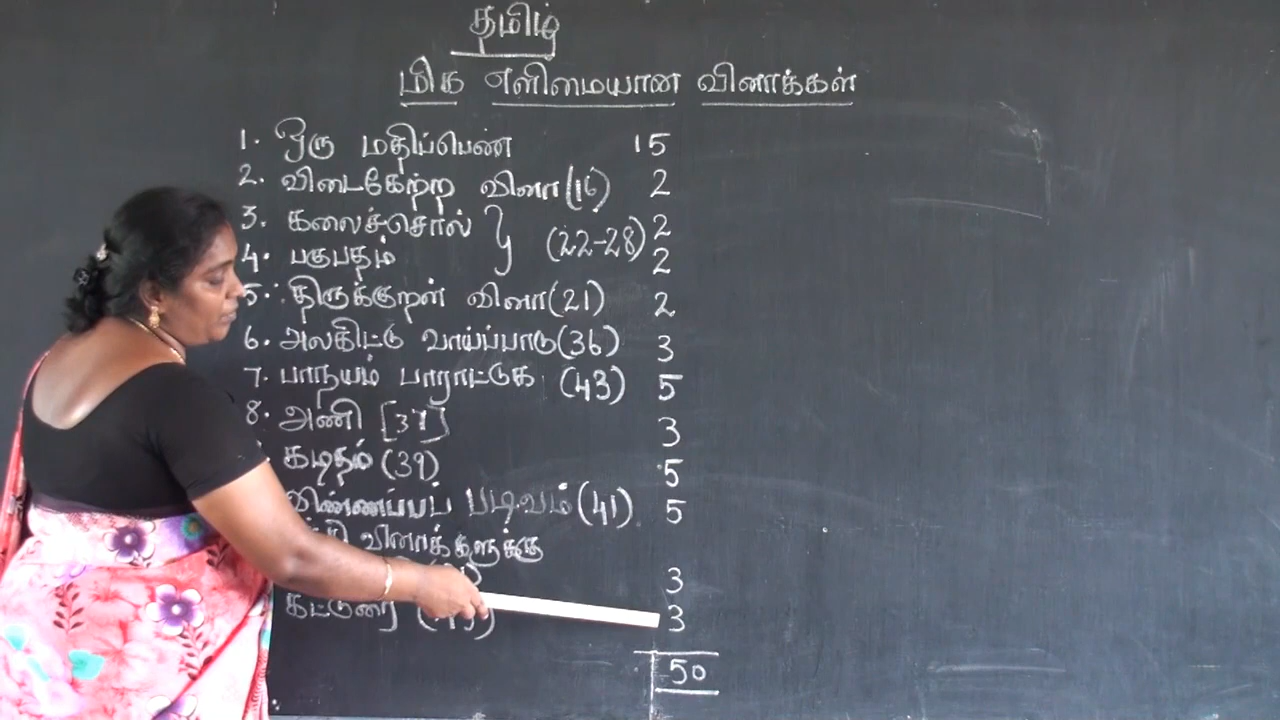 தமிழ்
மிக எளிமையான வினாக்கள்
1. ஒரு மதிப்பெண் 15
2. விடைகேற்ற வினா(16) 2
3. கலைச்சொல் } (22-28) 2
4. பகுபதம் 2
5. திருக்குறள் வினா(21) 2
6. அலகிட்டு வாய்ப்பாடு(36) 3
7. பாநயம் பாராட்டுக (43) 5
8. அணி [37] 3
கடிதம் (39) 5
விண்ணப்பப் படிவம் (41) 5
வினாக்களுக்கு
3
கட்டுரை 3
50